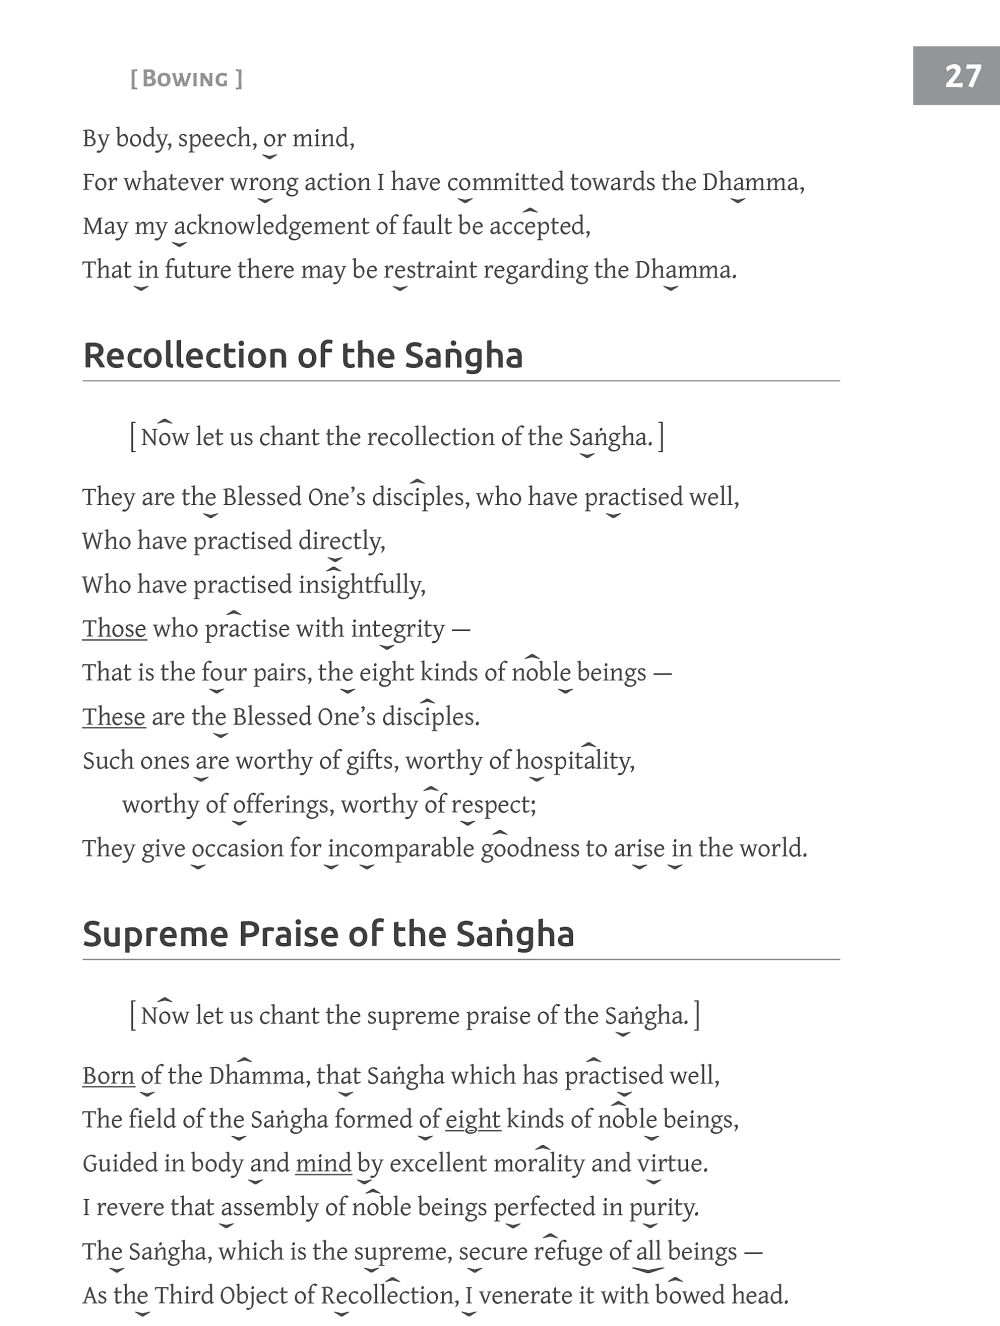 [ Bowing ]
27
By body, speech, or mind,
For whatever wrong action I have committed towards the Dhamma,
May my acknowledgement of fault be accepted,
That in future there may be restraint regarding the Dhamma.
Recollection of the Saṅgha
[ Now let us chant the recollection of the Saṅgha. ]
They are the Blessed One’s disciples, who have practised well,
Who have practised directly,
Who have practised insightfully,
Those who practise with integrity —
That is the four pairs, the eight kinds of noble beings —
These are the Blessed One’s disciples.
Such ones are worthy of gifts, worthy of hospitality,
worthy of offerings, worthy of respect;
They give occasion for incomparable goodness to arise in the world.
Supreme Praise of the Saṅgha
[ Now let us chant the supreme praise of the Saṅgha. ]
Born of the Dhamma, that Saṅgha which has practised well,
The field of the Saṅgha formed of eight kinds of noble beings,
Guided in body and mind by excellent morality and virtue.
I revere that assembly of noble beings perfected in purity.
The Saṅgha, which is the supreme, secure refuge of all beings —
As the Third Object of Recollection, I venerate it with bowed head.